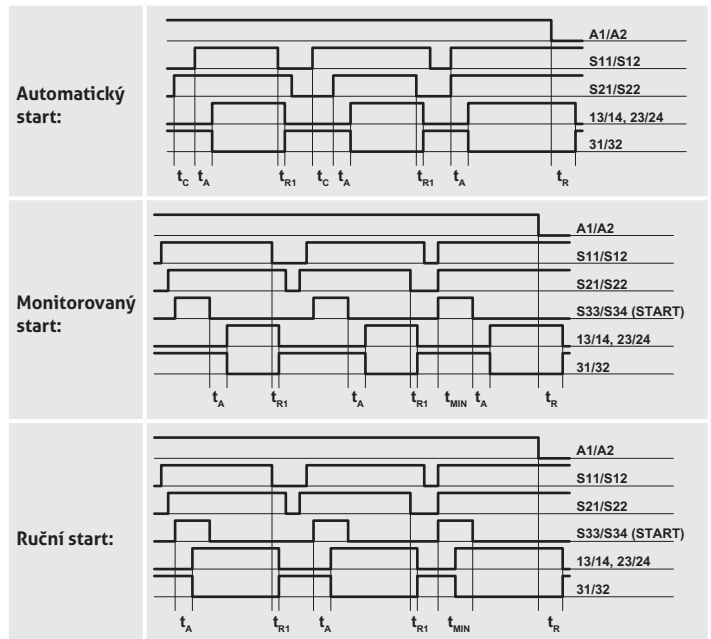 Automatický
start:
A1/A2
S11/S12
S21/S22
13/14, 23/24
31/32
tC tA tR1 tC tA tR1 tA tR
Monitorovaný
start:
A1/A2
S11/S12
S21/S22
S33/S34 (START)
13/14, 23/24
31/32
tA tR1 tA tR1 tMIN tA tR
Ruční start:
A1/A2
S11/S12
S21/S22
S33/S34 (START)
13/14, 23/24
31/32
tA tR1 tA tR1 tMIN tR